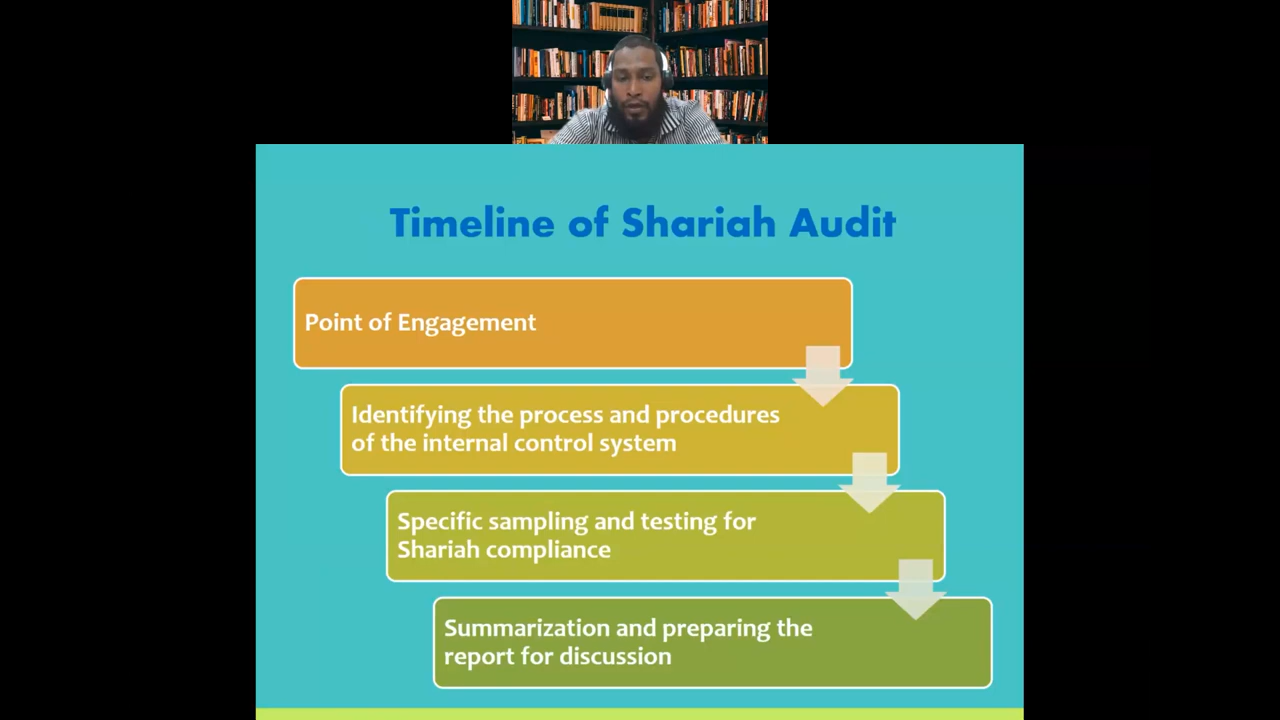 Timeline of Shariah Audit
Point of Engagement
Identifying the process and procedures
of the internal control system
Specific sampling and testing for
Shariah compliance
Summarization and preparing the
report for discussion